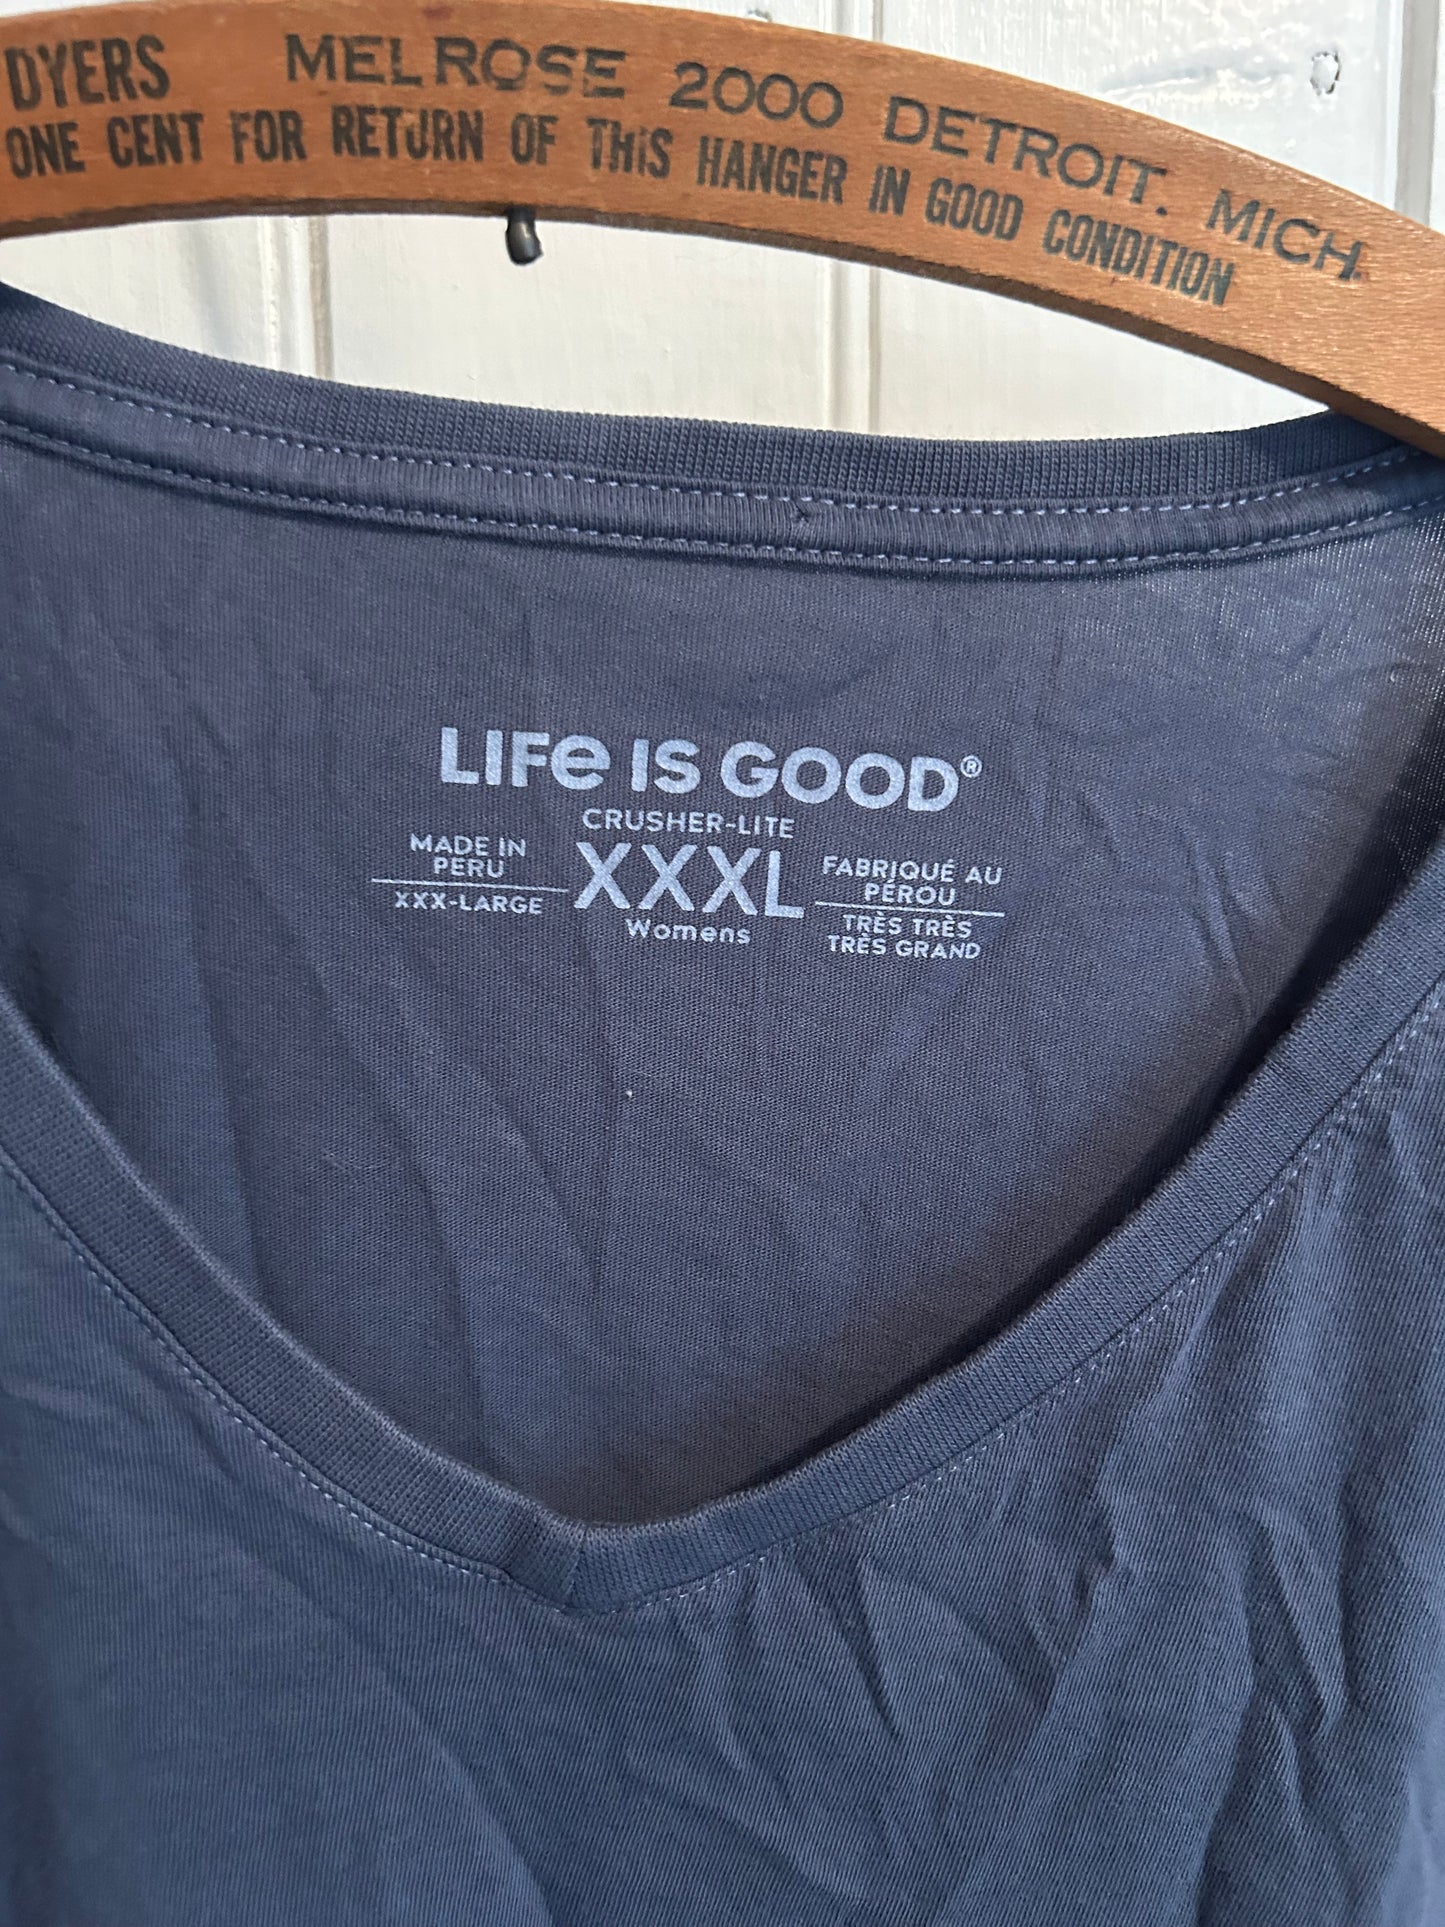 DYERS MELROSE 2000 DETROIT. MICH.
ONE CENT FOR RETURN OF THIS HANGER IN GOOD CONDITION
LIFe IS GOOD®
CRUSHER-LITE
MADE IN
PERU
XXX-LARGE
XXXL
Womens
FABRIQUÉ AU
PÉROU
TRÈS TRÈS
TRÈS GRAND